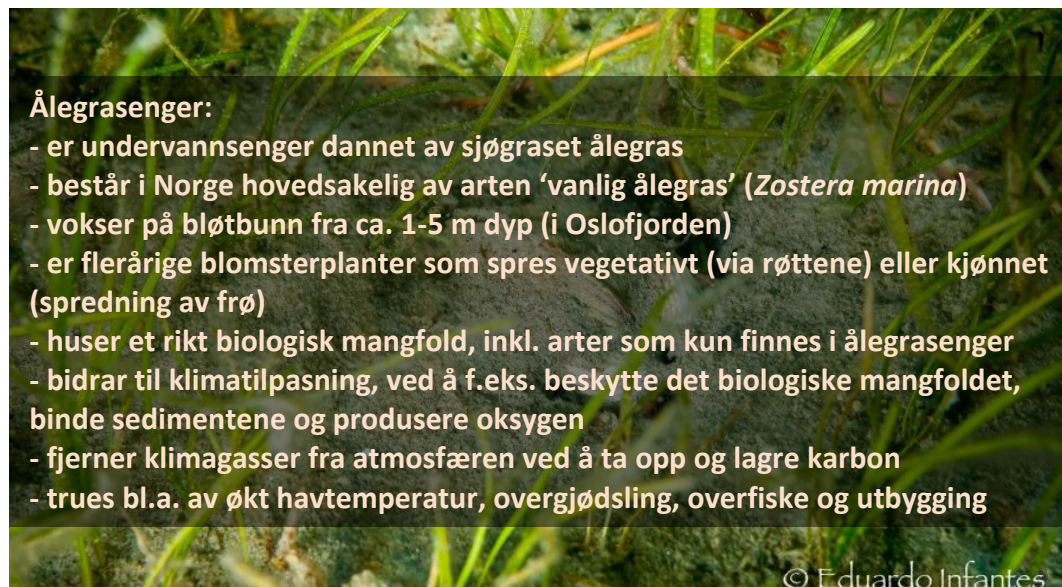 Ålegrasenger:
- er undervannsenger dannet av sjøgraset ålegras
- består i Norge hovedsakelig av arten ‘vanlig ålegras’ (Zostera marina)
- vokser på bløtbunn fra ca. 1-5 m dyp (i Oslofjorden)
- er flerårige blomsterplanter som spres vegetativt (via røttene) eller kjønnet
(spredning av frø)
- huser et rikt biologisk mangfold, inkl. arter som kun finnes i ålegrasenger
- bidrar til klimatilpasning, ved å f.eks. beskytte det biologiske mangfoldet,
binde sedimentene og produsere oksygen
- fjerner klimagasser fra atmosfæren ved å ta opp og lagre karbon
- trues bl.a. av økt havtemperatur, overgjødsling, overfiske og utbygging
© Eduardo Infantes